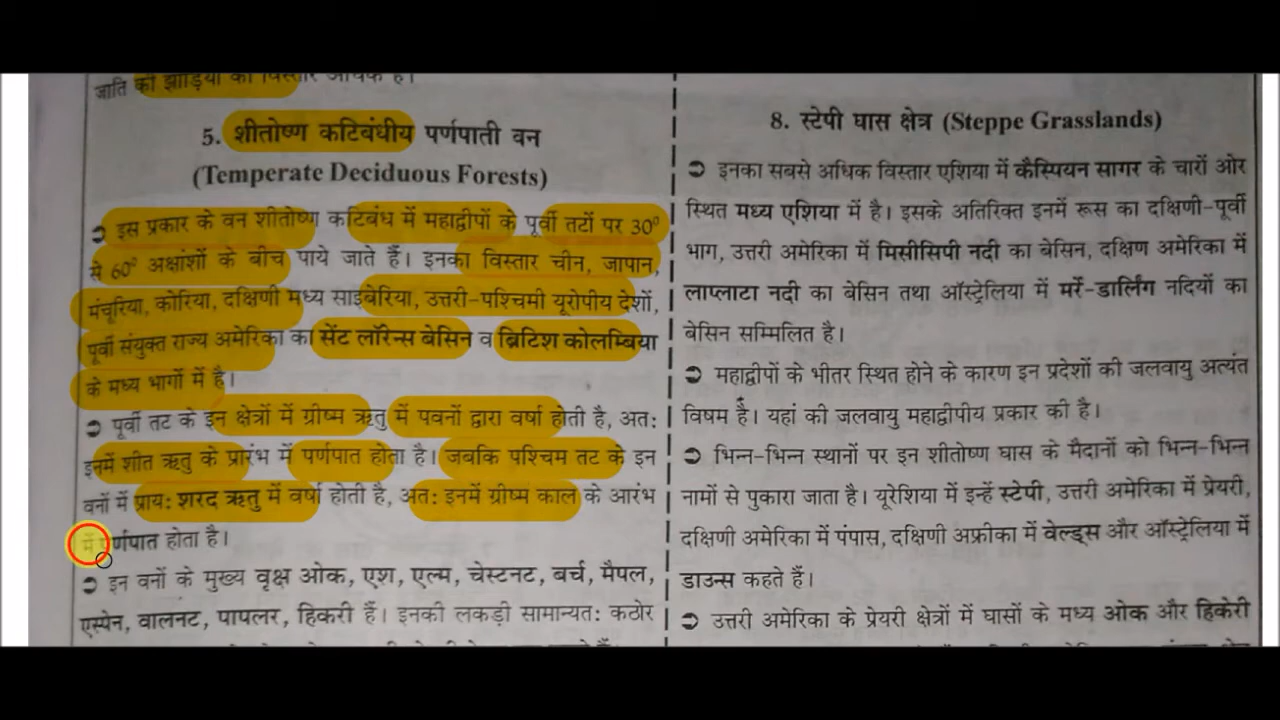 जाति की झाड़ियों का विस्तार अधिक है।
5. शीतोष्ण कटिबंधीय पर्णपाती वन
(Temperate Deciduous Forests)
➲ इस प्रकार के वन शीतोष्ण कटिबंध में महाद्वीपों के पूर्वी तटों पर 30⁰
से 60⁰ अक्षांशों के बीच पाये जाते हैं। इनका विस्तार चीन, जापान,
मंचूरिया, कोरिया, दक्षिणी मध्य साइबेरिया, उत्तरी-पश्चिमी यूरोपीय देशों,
पूर्वी संयुक्त राज्य अमेरिका का सेंट लॉरेन्स बेसिन व ब्रिटिश कोलम्बिया
के मध्य भागों में है।
➲ पूर्वी तट के इन क्षेत्रों में ग्रीष्म ऋतु में पवनों द्वारा वर्षा होती है, अतः
इनमें शीत ऋतु के प्रारंभ में पर्णपात होता है। जबकि पश्चिम तट के इन
वनों में प्रायः शरद ऋतु में वर्षा होती है, अतः इनमें ग्रीष्म काल के आरंभ
में पर्णपात होता है।
➲ इन वनों के मुख्य वृक्ष ओक, एश, एल्म, चेस्टनट, बर्च, मैपल,
एस्पेन, वालनट, पापलर, हिकरी हैं। इनकी लकड़ी सामान्यतः कठोर
8. स्टेपी घास क्षेत्र (Steppe Grasslands)
➲ इनका सबसे अधिक विस्तार एशिया में कैस्पियन सागर के चारों ओर
स्थित मध्य एशिया में है। इसके अतिरिक्त इनमें रूस का दक्षिणी-पूर्वी
भाग, उत्तरी अमेरिका में मिसीसिपी नदी का बेसिन, दक्षिण अमेरिका में
लाप्लाटा नदी का बेसिन तथा ऑस्ट्रेलिया में मर्रे-डार्लिंग नदियों का
बेसिन सम्मिलित है।
➲ महाद्वीपों के भीतर स्थित होने के कारण इन प्रदेशों की जलवायु अत्यंत
विषम है। यहां की जलवायु महाद्वीपीय प्रकार की है।
➲ भिन्न-भिन्न स्थानों पर इन शीतोष्ण घास के मैदानों को भिन्न-भिन्न
नामों से पुकारा जाता है। यूरेशिया में इन्हें स्टेपी, उत्तरी अमेरिका में प्रेयरी,
दक्षिणी अमेरिका में पंपास, दक्षिणी अफ्रीका में वेल्ड्स और ऑस्ट्रेलिया में
डाउन्स कहते हैं।
➲ उत्तरी अमेरिका के प्रेयरी क्षेत्रों में घासों के मध्य ओक और हिकेरी